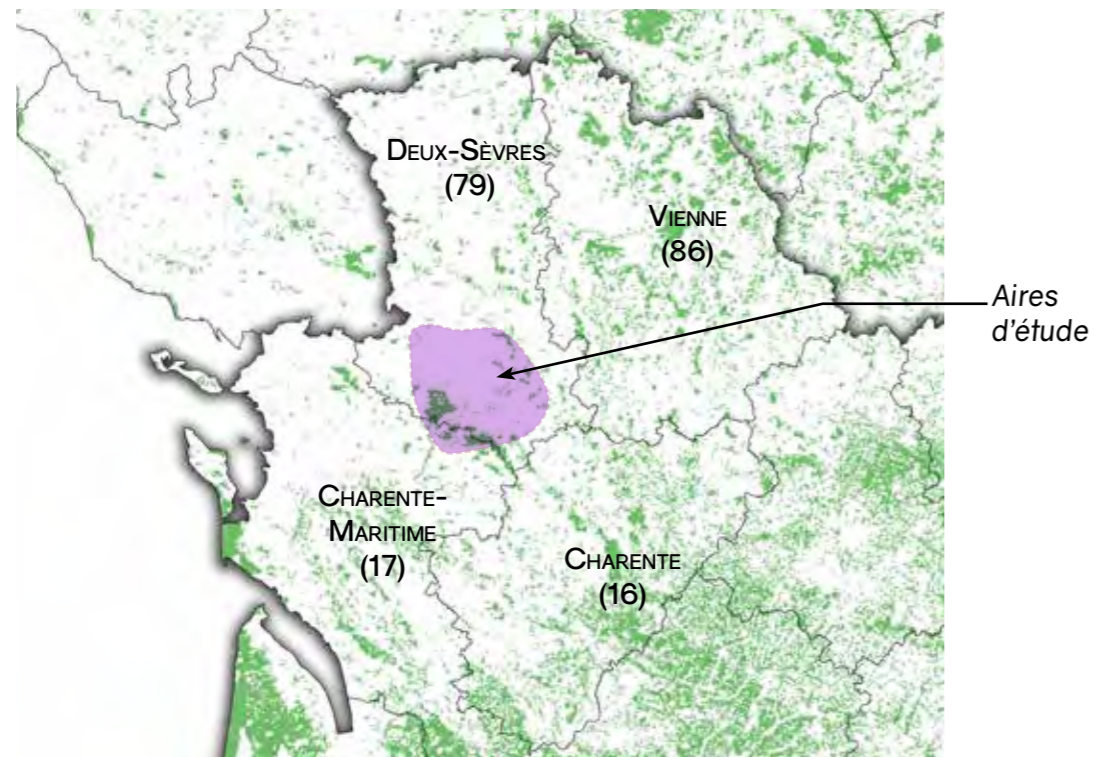 Deux-Sèvres
(79)
Vienne
(86)
Aires
d'étude
Charente-
Maritime
(17)
Charente
(16)